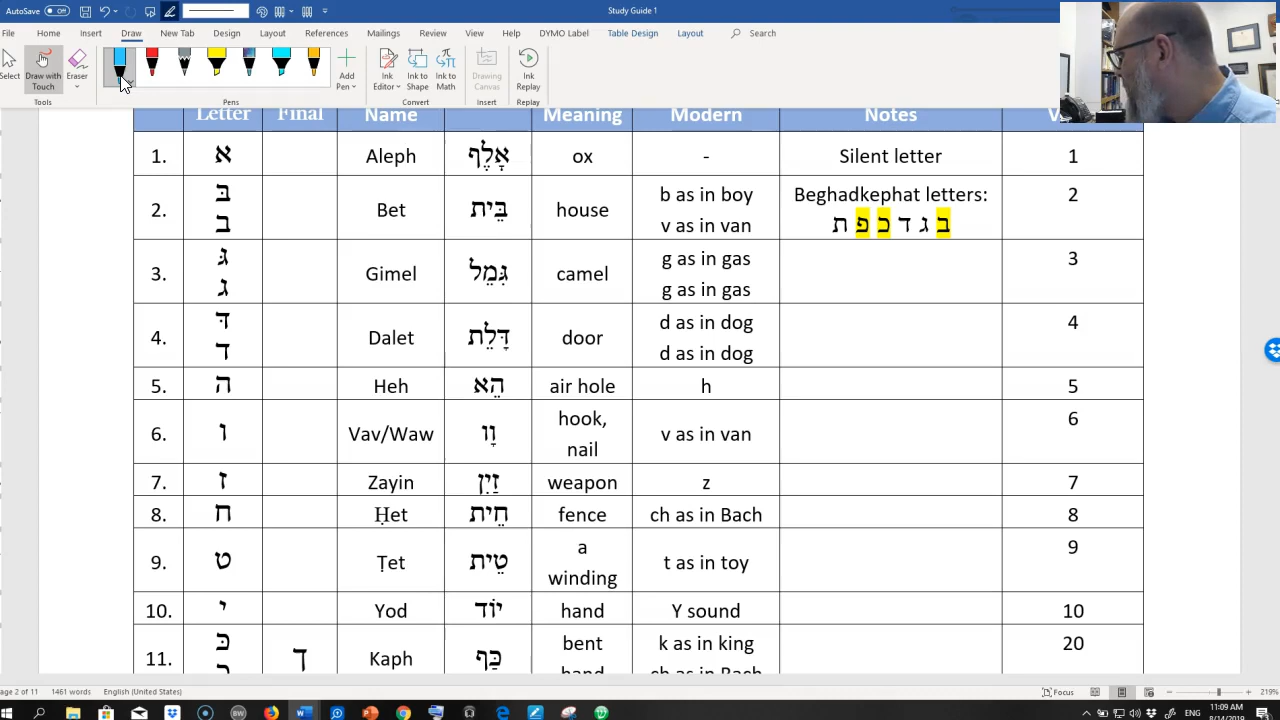 AutoSave Off Study Guide 1
File Home Insert Draw New Tab Design Layout References Mailings Review View Help DYMO Label Table Design Layout Search
Select Draw with Touch Eraser Add Pen Ink Editor Ink to Shape Ink to Math Drawing Canvas Ink Replay
Tools Pens Convert Insert Replay
Letter Final Name Meaning Modern Notes
1. א Aleph אָלֶף ox - Silent letter 1
2. בּ ב Bet בֵּית house b as in boy v as in van Beghadkephat letters: ב ג ד כ פ ת 2
3. גּ ג Gimel גִּמֵל camel g as in gas g as in gas 3
4. דּ ד Dalet דָּלֵת door d as in dog d as in dog 4
5. ה Heh הֵא air hole h 5
6. ו Vav/Waw וָו hook, nail v as in van 6
7. ז Zayin זַיִן weapon z 7
8. ח Ḥet חֵית fence ch as in Bach 8
9. ט Ṭet טֵית a winding t as in toy 9
10. י Yod יוֹד hand Y sound 10
11. כּ ך Kaph כַּף bent hand k as in king ch as in Bach 20
Page 2 of 11 1461 words English (United States) Focus 219%
ENG 11:09 AM
8/14/2019